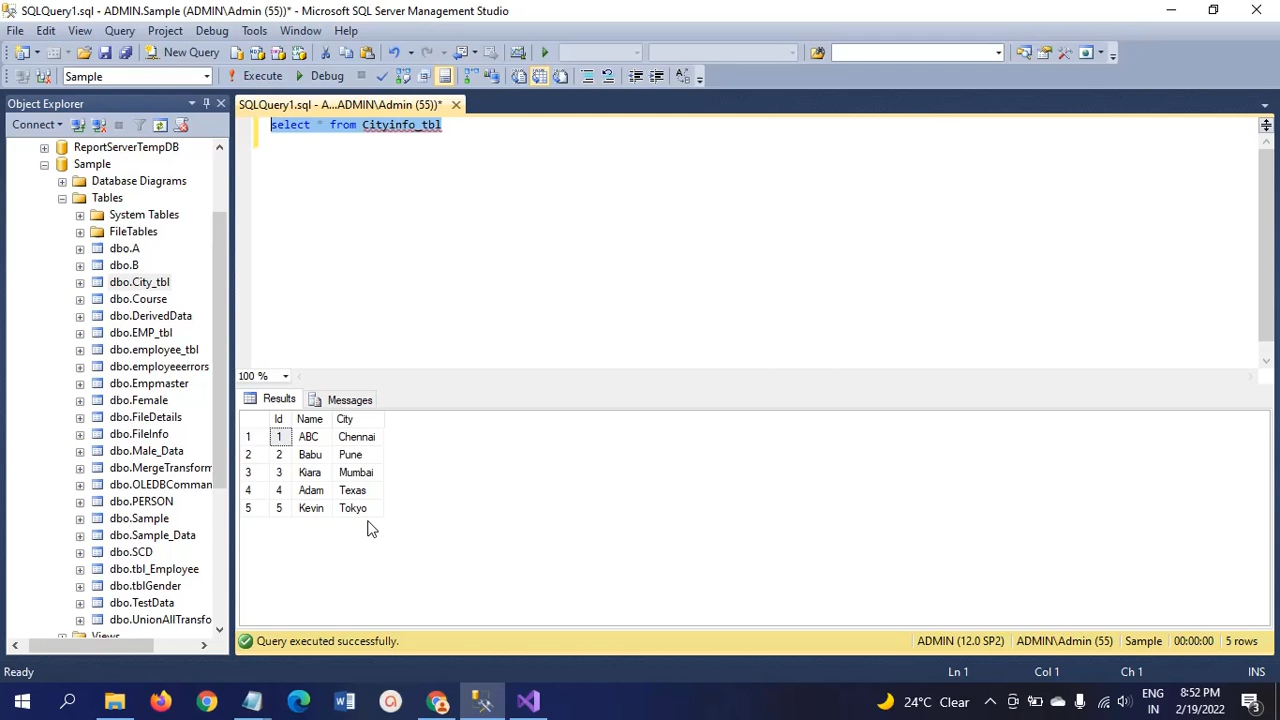 SQLQuery1.sql - ADMIN.Sample (ADMIN\Admin (55))* - Microsoft SQL Server Management Studio
File Edit View Query Project Debug Tools Window Help
New Query
Sample Execute Debug
Object Explorer
SQLQuery1.sql - A...ADMIN\Admin (55))*
Connect
select * from Cityinfo_tbl
ReportServerTempDB
Sample
Database Diagrams
Tables
System Tables
FileTables
dbo.A
dbo.B
dbo.City_tbl
dbo.Course
dbo.DerivedData
dbo.EMP_tbl
dbo.employee_tbl
dbo.employeeerrors
dbo.Empmaster
dbo.Female
dbo.FileDetails
dbo.FileInfo
dbo.Male_Data
dbo.MergeTransform
dbo.OLEDBComman
dbo.PERSON
dbo.Sample
dbo.Sample_Data
dbo.SCD
dbo.tbl_Employee
dbo.tblGender
dbo.TestData
dbo.UnionAllTransfo
Views
100 %
Results Messages
Id Name City
1 1 ABC Chennai
2 2 Babu Pune
3 3 Kiara Mumbai
4 4 Adam Texas
5 5 Kevin Tokyo
Query executed successfully. ADMIN (12.0 SP2) ADMIN\Admin (55) Sample 00:00:00 5 rows
Ready Ln 1 Col 1 Ch 1 INS
24°C Clear ENG 8:52 PM
IN 2/19/2022 3